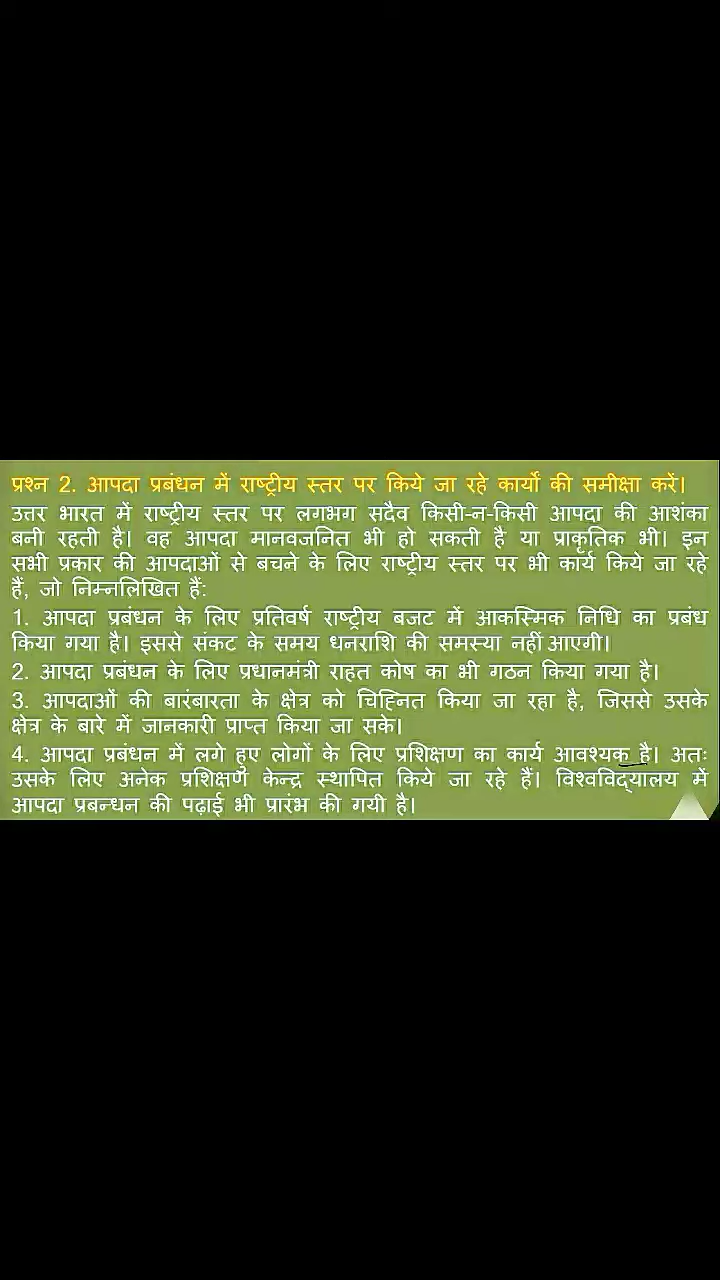 प्रश्न 2. आपदा प्रबंधन में राष्ट्रीय स्तर पर किये जा रहे कार्यों की समीक्षा करें।
उत्तर भारत में राष्ट्रीय स्तर पर लगभग सदैव किसी-न-किसी आपदा की आशंका
बनी रहती है। वह आपदा मानवजनित भी हो सकती है या प्राकृतिक भी। इन
सभी प्रकार की आपदाओं से बचने के लिए राष्ट्रीय स्तर पर भी कार्य किये जा रहे
हैं, जो निम्नलिखित हैं:
1. आपदा प्रबंधन के लिए प्रतिवर्ष राष्ट्रीय बजट में आकस्मिक निधि का प्रबंध
किया गया है। इससे संकट के समय धनराशि की समस्या नहीं आएगी।
2. आपदा प्रबंधन के लिए प्रधानमंत्री राहत कोष का भी गठन किया गया है।
3. आपदाओं की बारंबारता के क्षेत्र को चिह्नित किया जा रहा है, जिससे उसके
क्षेत्र के बारे में जानकारी प्राप्त किया जा सके।
4. आपदा प्रबंधन में लगे हुए लोगों के लिए प्रशिक्षण का कार्य आवश्यक है। अतः
उसके लिए अनेक प्रशिक्षण केन्द्र स्थापित किये जा रहे हैं। विश्वविद्यालय में
आपदा प्रबन्धन की पढ़ाई भी प्रारंभ की गयी है।